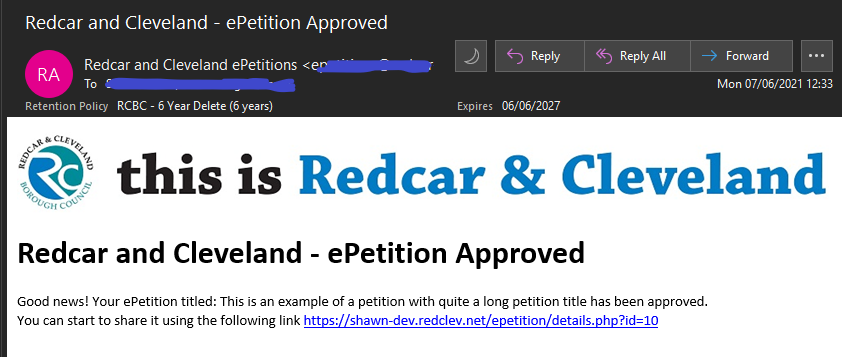 Redcar and Cleveland - ePetition Approved
RA
Redcar and Cleveland ePetitions
To
Reply
Reply All
Forward
Mon 07/06/2021 12:33
Retention Policy RCBC - 6 Year Delete (6 years)
Expires 06/06/2027
REDCAR & CLEVELAND
RC
BOROUGH COUNCIL
this is Redcar & Cleveland
Redcar and Cleveland - ePetition Approved
Good news! Your ePetition titled: This is an example of a petition with quite a long petition title has been approved.
You can start to share it using the following link https://shawn-dev.redclev.net/epetition/details.php?id=10